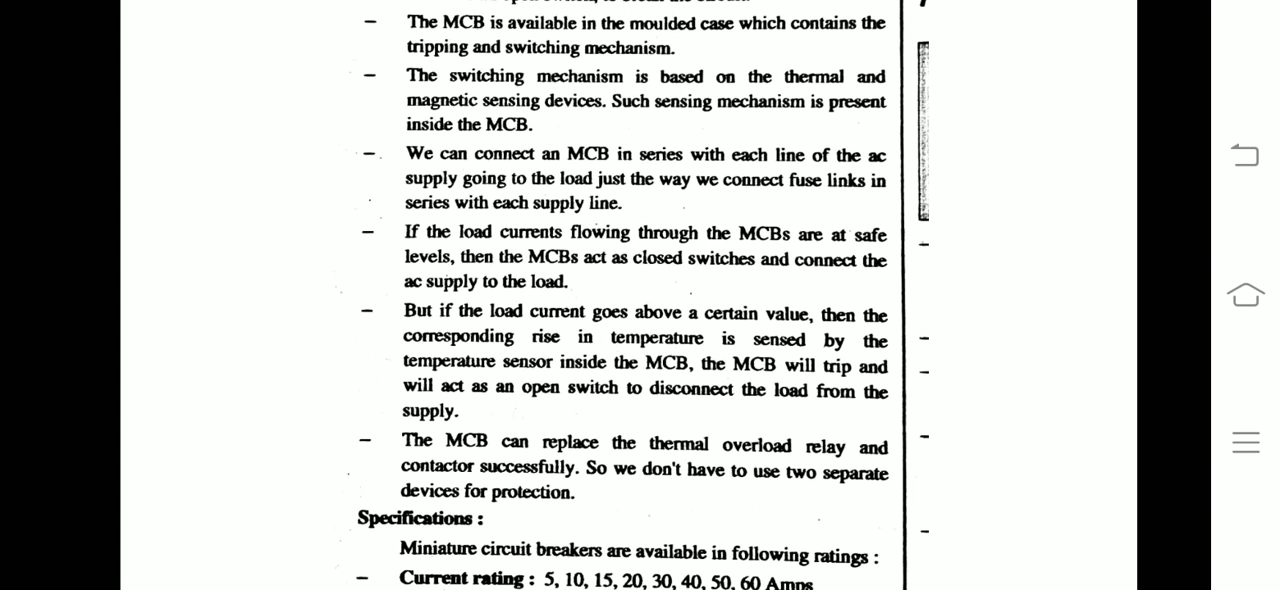 – The MCB is available in the moulded case which contains the
tripping and switching mechanism.
– The switching mechanism is based on the thermal and
magnetic sensing devices. Such sensing mechanism is present
inside the MCB.
– We can connect an MCB in series with each line of the ac
supply going to the load just the way we connect fuse links in
series with each supply line.
– If the load currents flowing through the MCBs are at safe
levels, then the MCBs act as closed switches and connect the
ac supply to the load.
– But if the load current goes above a certain value, then the
corresponding rise in temperature is sensed by the
temperature sensor inside the MCB, the MCB will trip and
will act as an open switch to disconnect the load from the
supply.
– The MCB can replace the thermal overload relay and
contactor successfully. So we don't have to use two separate
devices for protection.
Specifications :
Miniature circuit breakers are available in following ratings :
– Current rating : 5, 10, 15, 20, 30, 40, 50, 60 Amps